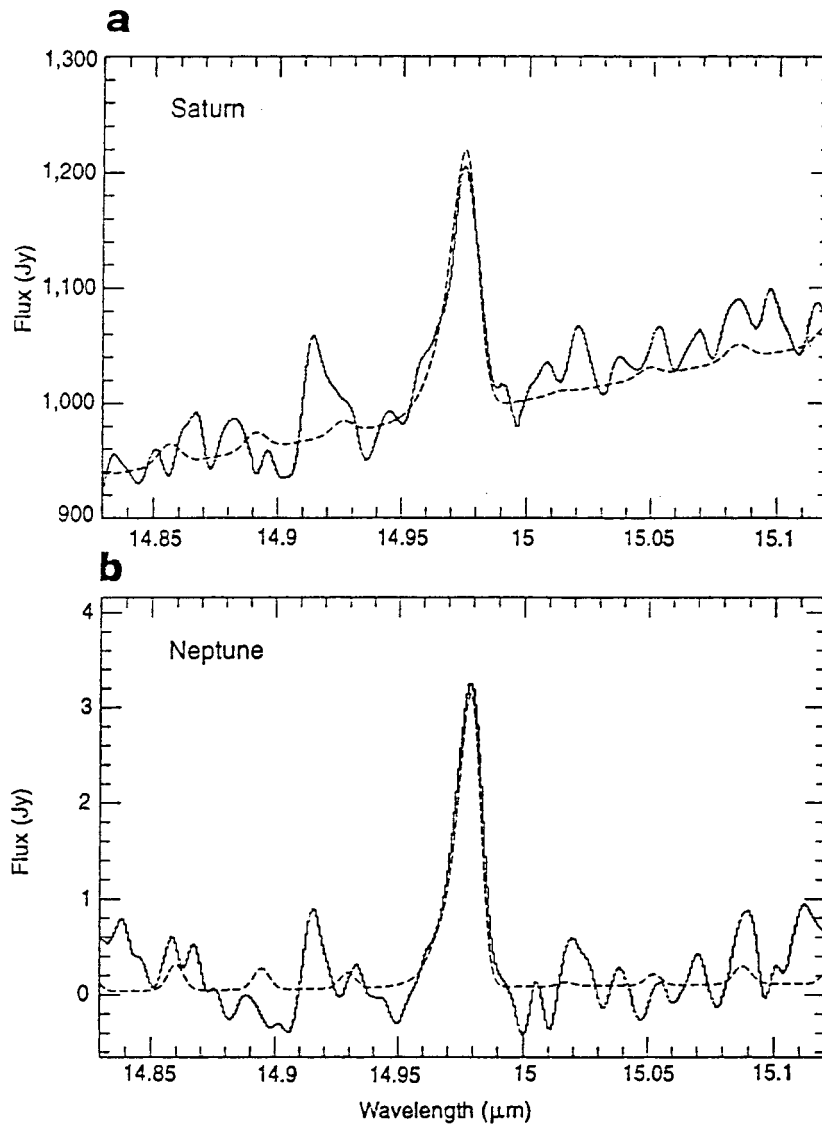 a
1,300
Saturn
1,200
1,100
1,000
900
Flux (Jy)
14.85 14.9 14.95 15 15.05 15.1
b
4
Neptune
3
2
1
0
Flux (Jy)
14.85 14.9 14.95 15 15.05 15.1
Wavelength (μm)